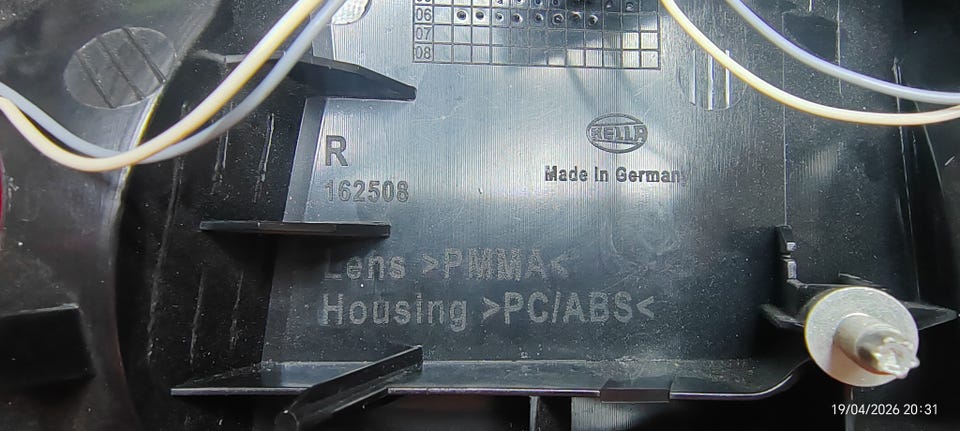 06
07
08
R
162508
HELLA
Made in Germany
Lens >PMMA<
Housing >PC/ABS<
19/04/2026 20:31